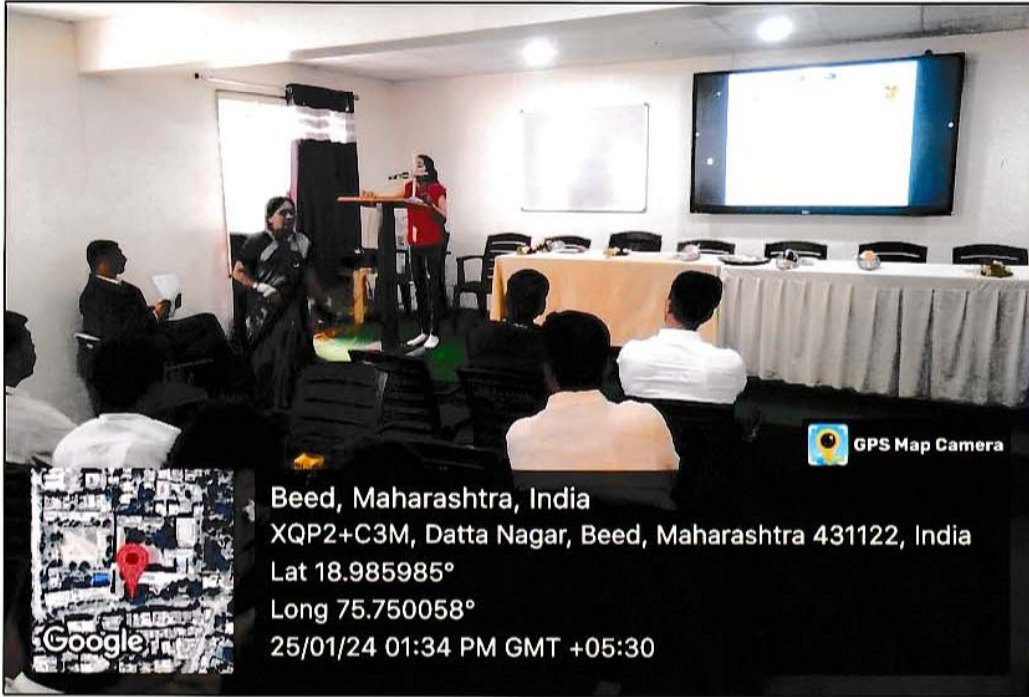 GPS Map Camera
Beed, Maharashtra, India
XQP2+C3M, Datta Nagar, Beed, Maharashtra 431122, India
Lat 18.985985°
Long 75.750058°
25/01/24 01:34 PM GMT +05:30
Google